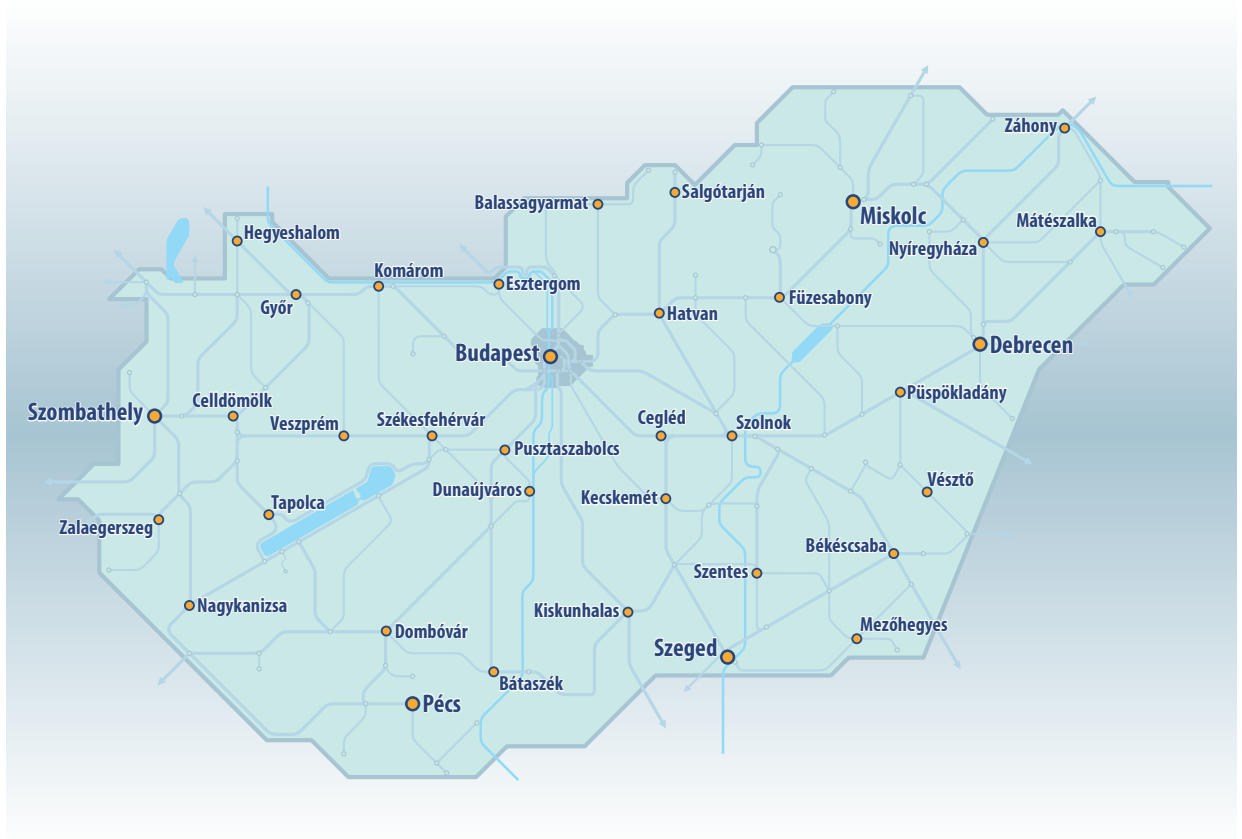 Záhony
Salgótarján
Balassagyarmat
Miskolc
Mátészalka
Hegyeshalom
Nyíregyháza
Komárom
Esztergom
Füzesabony
Győr
Hatvan
Budapest
Debrecen
Püspökladány
Celldömölk
Szombathely
Veszprém
Székesfehérvár
Cegléd
Szolnok
Pusztaszabolcs
Vésztő
Dunaújváros
Kecskemét
Tapolca
Zalaegerszeg
Békéscsaba
Szentes
Nagykanizsa
Kiskunhalas
Mezőhegyes
Dombóvár
Szeged
Bátaszék
Pécs